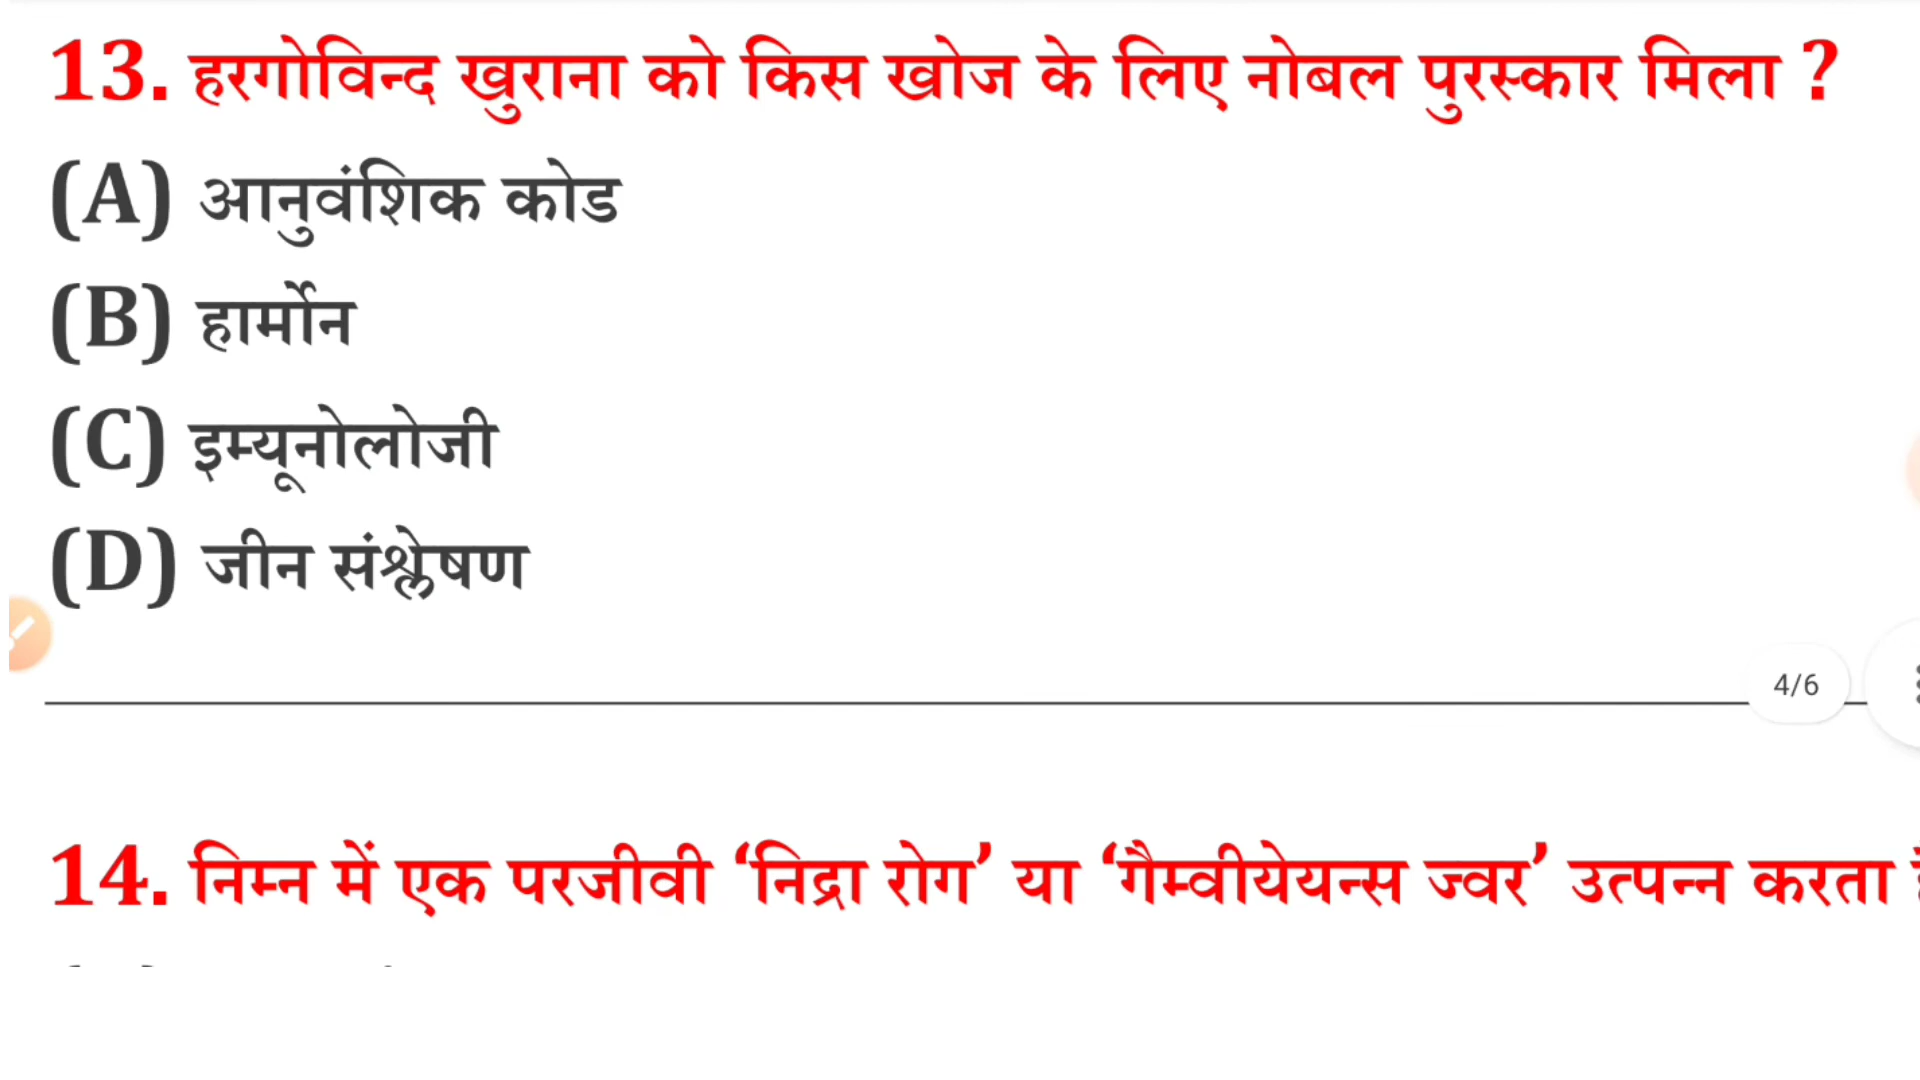 13. हरगोविन्द खुराना को किस खोज के लिए नोबल पुरस्कार मिला ?
(A) आनुवंशिक कोड
(B) हार्मोन
(C) इम्यूनोलोजी
(D) जीन संश्लेषण
4/6
14. निम्न में एक परजीवी ‘निद्रा रोग’ या ‘गैम्वीयेयन्स ज्वर’ उत्पन्न करता